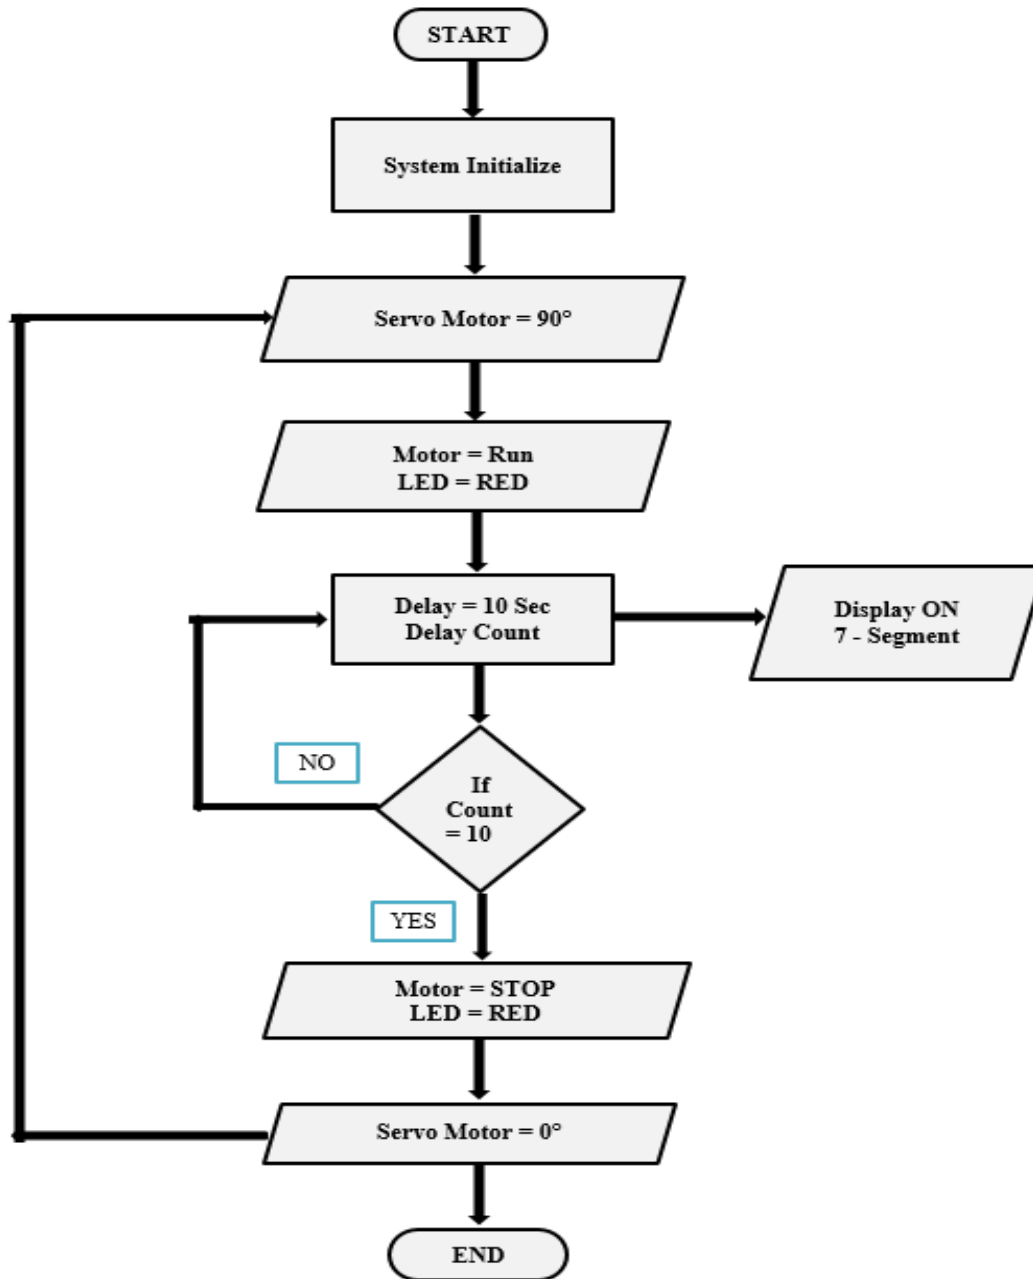 START
System Initialize
Servo Motor = 90°
Motor = Run
LED = RED
Delay = 10 Sec
Delay Count
Display ON
7 - Segment
NO
If
Count
= 10
YES
Motor = STOP
LED = RED
Servo Motor = 0°
END